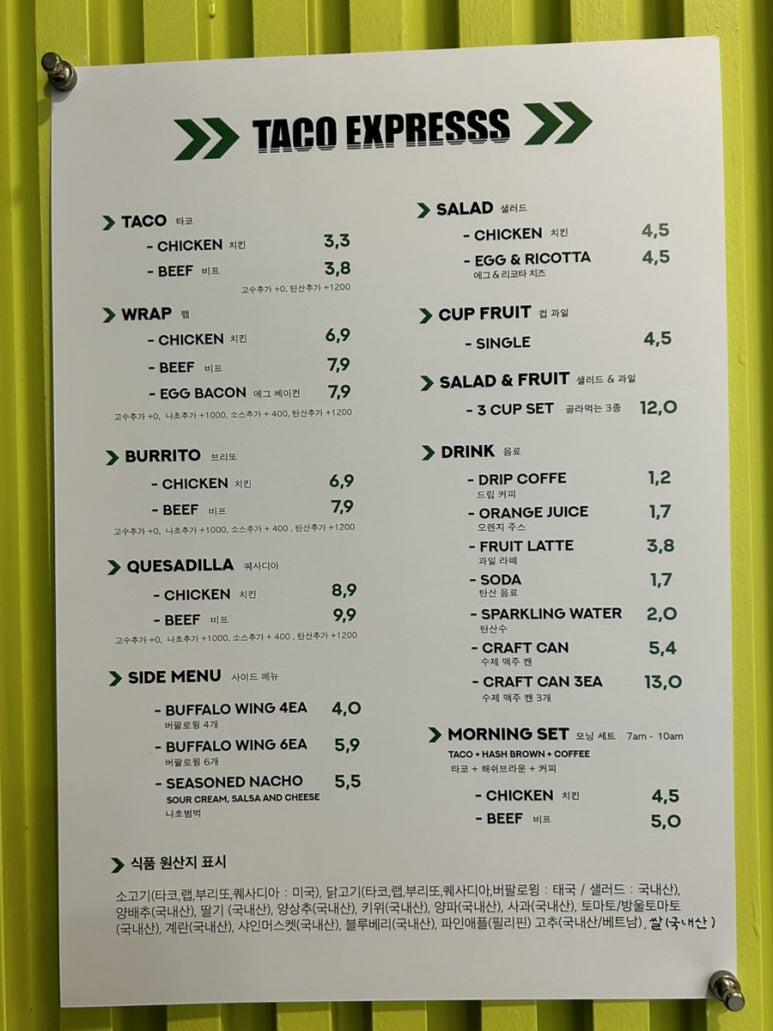 TACO EXPRESSS
TACO 타코
- CHICKEN 치킨 3,3
- BEEF 비프 3,8
고수추가 +0, 탄산추가 +1200
WRAP 랩
- CHICKEN 치킨 6,9
- BEEF 비프 7,9
- EGG BACON 에그 베이컨 7,9
고수추가 +0, 나초추가 +1000, 소스추가 + 400, 탄산추가 +1200
BURRITO 브리또
- CHICKEN 치킨 6,9
- BEEF 비프 7,9
고수추가 +0, 나초추가 +1000, 소스추가 + 400 , 탄산추가 +1200
QUESADILLA 쿼사디아
- CHICKEN 치킨 8,9
- BEEF 비프 9,9
고수추가 +0, 나초추가 +1000, 소스추가 + 400 , 탄산추가 +1200
SIDE MENU 사이드 메뉴
- BUFFALO WING 4EA 4,0
버팔로윙 4개
- BUFFALO WING 6EA 5,9
버팔로윙 6개
- SEASONED NACHO 5,5
SOUR CREAM, SALSA AND CHEESE
나초범벅
SALAD 샐러드
- CHICKEN 치킨 4,5
- EGG & RICOTTA 4,5
에그 & 리코타 치즈
CUP FRUIT 컵 과일
- SINGLE 4,5
SALAD & FRUIT 샐러드 & 과일
- 3 CUP SET 골라먹는 3종 12,0
DRINK 음료
- DRIP COFFE 1,2
드립 커피
- ORANGE JUICE 1,7
오렌지 주스
- FRUIT LATTE 3,8
과일 라떼
- SODA 1,7
탄산 음료
- SPARKLING WATER 2,0
탄산수
- CRAFT CAN 5,4
수제 맥주 캔
- CRAFT CAN 3EA 13,0
수제 맥주 캔 3개
MORNING SET 모닝 세트 7am - 10am
TACO + HASH BROWN + COFFEE
타코 + 해쉬브라운 + 커피
- CHICKEN 치킨 4,5
- BEEF 비프 5,0
식품 원산지 표시
소고기(타코,랩,부리또,퀘사디아 : 미국), 닭고기(타코,랩,부리또,퀘사디아,버팔로윙 : 태국 / 샐러드 : 국내산),
양배추(국내산), 딸기 (국내산), 양상추(국내산), 키위(국내산), 양파(국내산), 사과(국내산), 토마토/방울토마토
(국내산), 계란(국내산), 샤인머스켓(국내산), 블루베리(국내산), 파인애플(필리핀) 고추(국내산/베트남), 쌀(국내산)